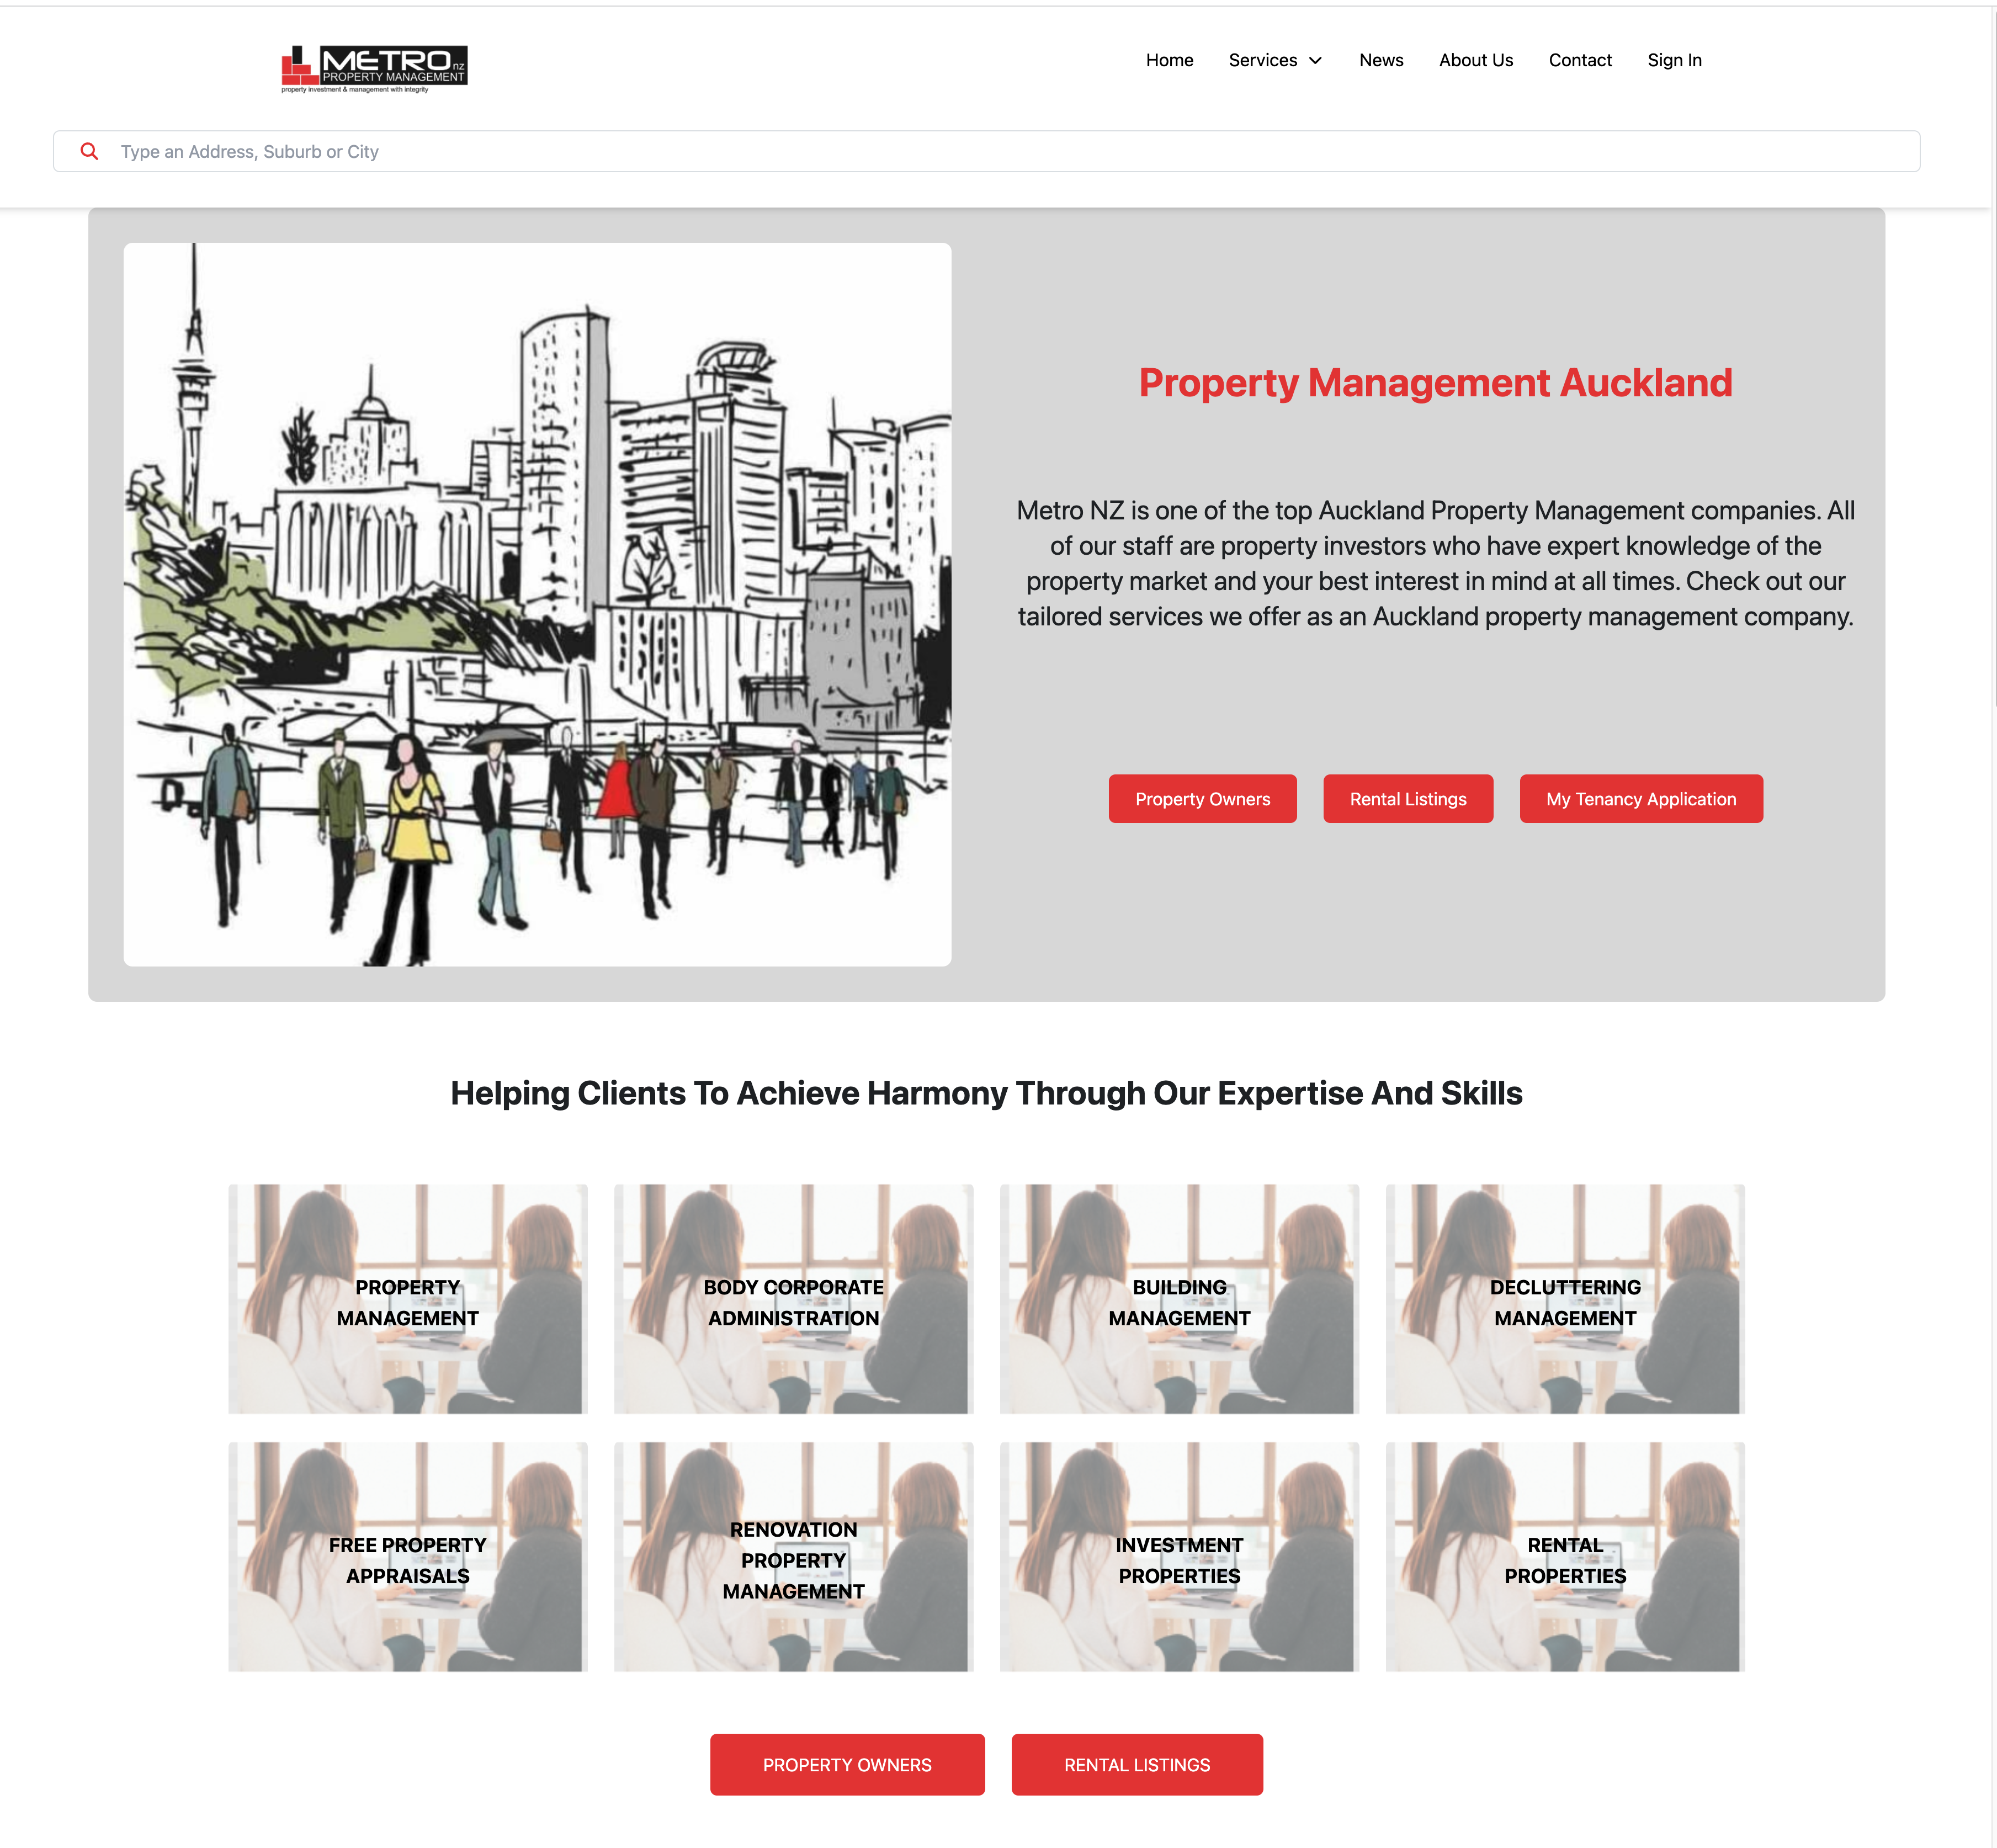 METRO nz
PROPERTY MANAGEMENT
property investment & management with integrity
Home Services News About Us Contact Sign In
Type an Address, Suburb or City
Property Management Auckland
Metro NZ is one of the top Auckland Property Management companies. All
of our staff are property investors who have expert knowledge of the
property market and your best interest in mind at all times. Check out our
tailored services we offer as an Auckland property management company.
Property Owners Rental Listings My Tenancy Application
Helping Clients To Achieve Harmony Through Our Expertise And Skills
PROPERTY
MANAGEMENT
BODY CORPORATE
ADMINISTRATION
BUILDING
MANAGEMENT
DECLUTTERING
MANAGEMENT
FREE PROPERTY
APPRAISALS
RENOVATION
PROPERTY
MANAGEMENT
INVESTMENT
PROPERTIES
RENTAL
PROPERTIES
PROPERTY OWNERS RENTAL LISTINGS